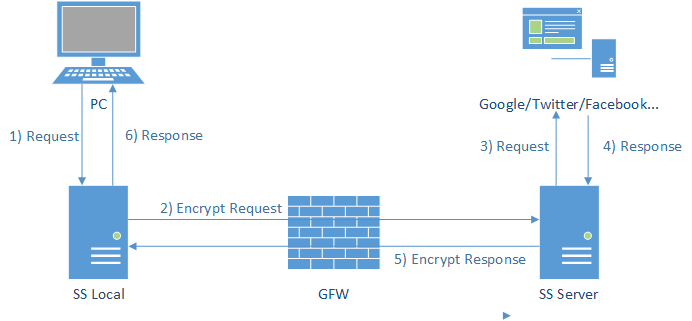 PC
Google/Twitter/Facebook...
1) Request
6) Response
3) Request
4) Response
2) Encrypt Request
5) Encrypt Response
SS Local
GFW
SS Server